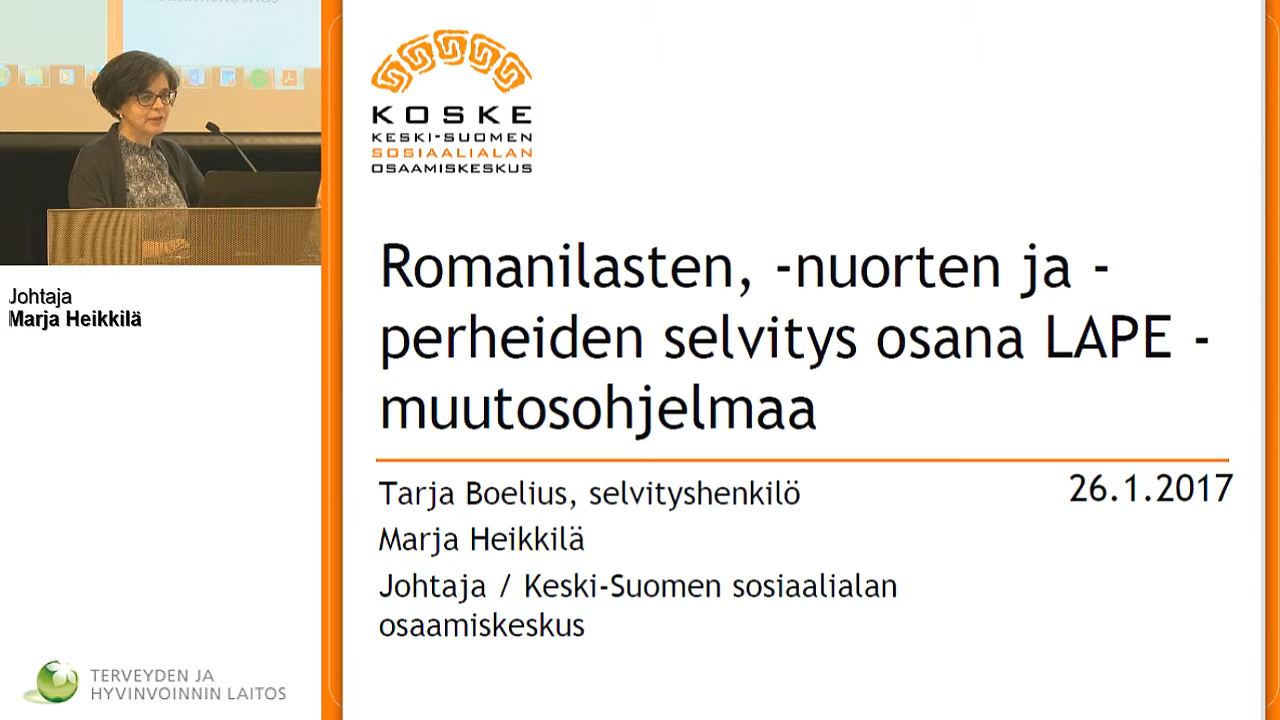 Johtaja
Marja Heikkilä
TERVEYDEN JA
HYVINVOINNIN LAITOS
KOSKE
KESKI-SUOMEN
SOSIAALIALAN
OSAAMISKESKUS
Romanilasten, -nuorten ja -
perheiden selvitys osana LAPE -
muutosohjelmaa
Tarja Boelius, selvityshenkilö
26.1.2017
Marja Heikkilä
Johtaja / Keski-Suomen sosiaalialan
osaamiskeskus